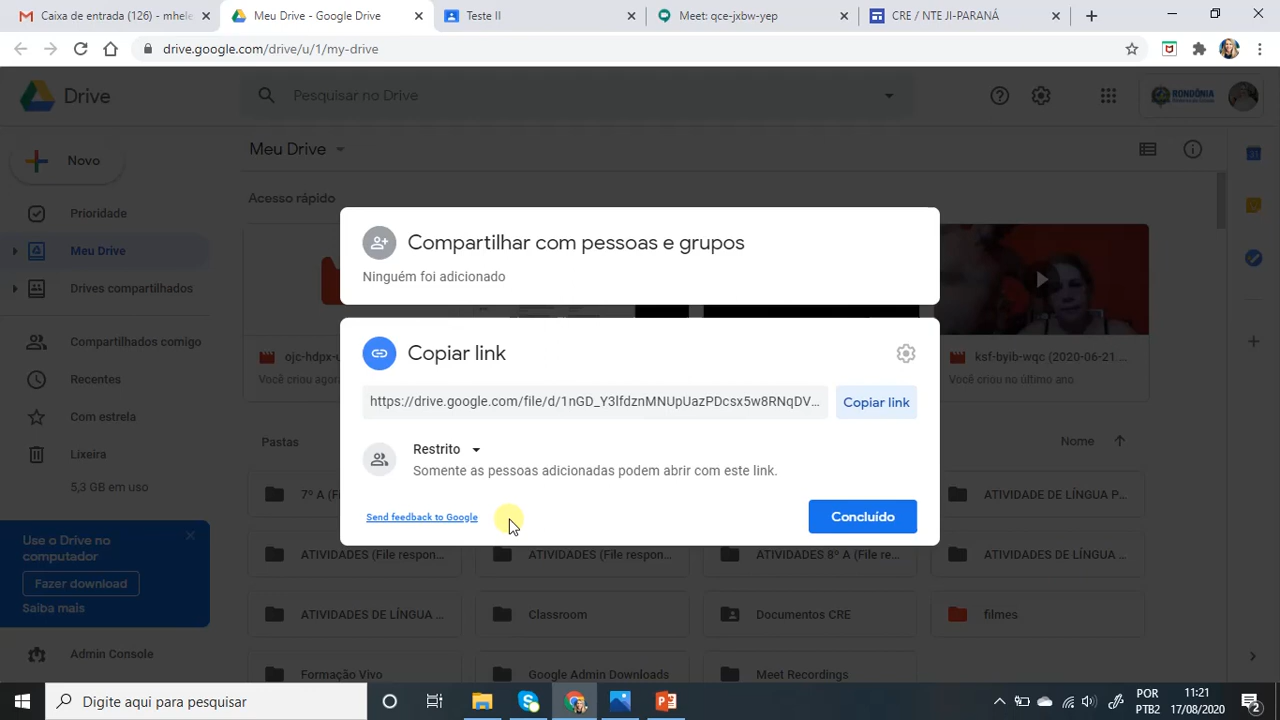 Caixa de entrada (126) - mhele
Meu Drive - Google Drive
Teste II
Meet: qce-jxbw-yep
CRE / NTE JI-PARANÁ
drive.google.com/drive/u/1/my-drive
Drive
Pesquisar no Drive
RONDÔNIA
Novo
Meu Drive
Acesso rápido
Prioridade
Meu Drive
Drives compartilhados
Compartilhados comigo
Recentes
Com estrela
Lixeira
5,3 GB em uso
Use o Drive no
computador
Fazer download
Saiba mais
Admin Console
Compartilhar com pessoas e grupos
Ninguém foi adicionado
Copiar link
https://drive.google.com/file/d/1nGD_Y3lfdznMNUpUazPDcsx5w8RNqDV...
Copiar link
Restrito
Somente as pessoas adicionadas podem abrir com este link.
Send feedback to Google
Concluído
ojc-hdpx-u
Você criou agora
ksf-byib-wqc (2020-06-21 ...
Você criou no último ano
Pastas
Nome
7º A (F
ATIVIDADE DE LÍNGUA P...
ATIVIDADES (File respon...
ATIVIDADES (File respon...
ATIVIDADES 8º A (File re...
ATIVIDADE DE LÍNGUA ...
ATIVIDADES DE LÍNGUA ...
Classroom
Documentos CRE
filmes
Formação Vivo
Google Admin Downloads
Meet Recordings
Digite aqui para pesquisar
POR
PTB2
11:21
17/08/2020
2